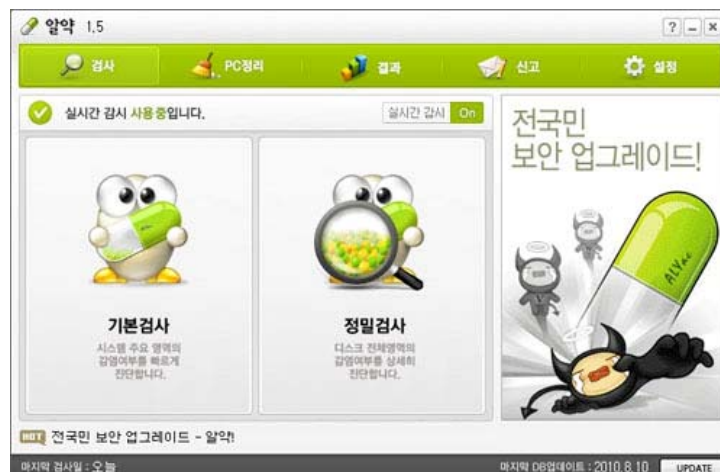 알약 1.5
? _ ×
검사 PC정리 결과 신고 설정
실시간 감시 사용중입니다.
실시간 감시 On
전국민
보안 업그레이드!
ALYac
기본검사
시스템 주요 영역의
감염여부를 빠르게
진단합니다.
정밀검사
디스크 전체영역의
감염여부를 상세히
진단합니다.
HOT 전국민 보안 업그레이드 - 알약!
마지막 검사일 : 오늘
마지막 DB업데이트 : 2010.8.10 UPDATE